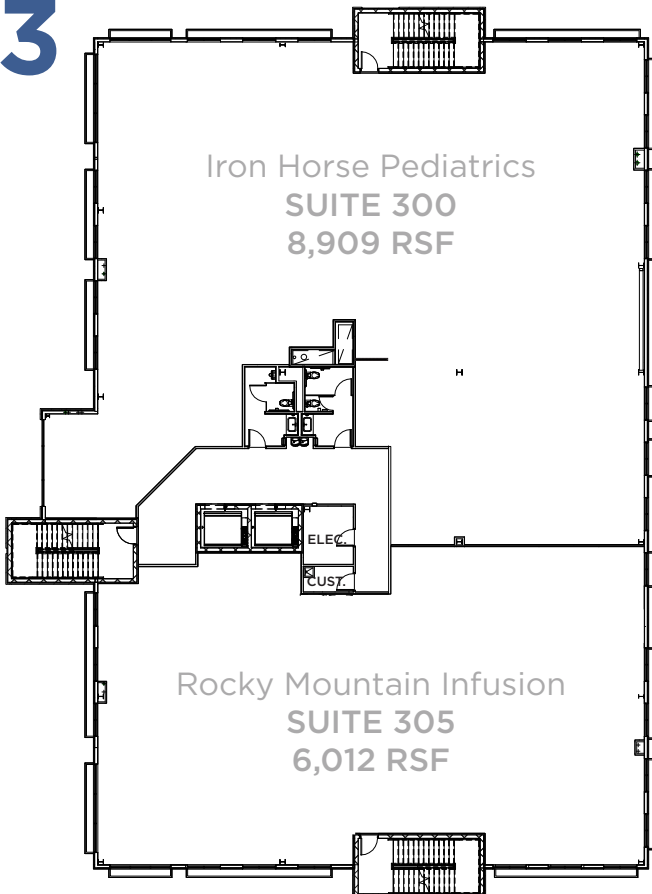 3
Iron Horse Pediatrics
SUITE 300
8,909 RSF
ELEC.
CUST.
Rocky Mountain Infusion
SUITE 305
6,012 RSF